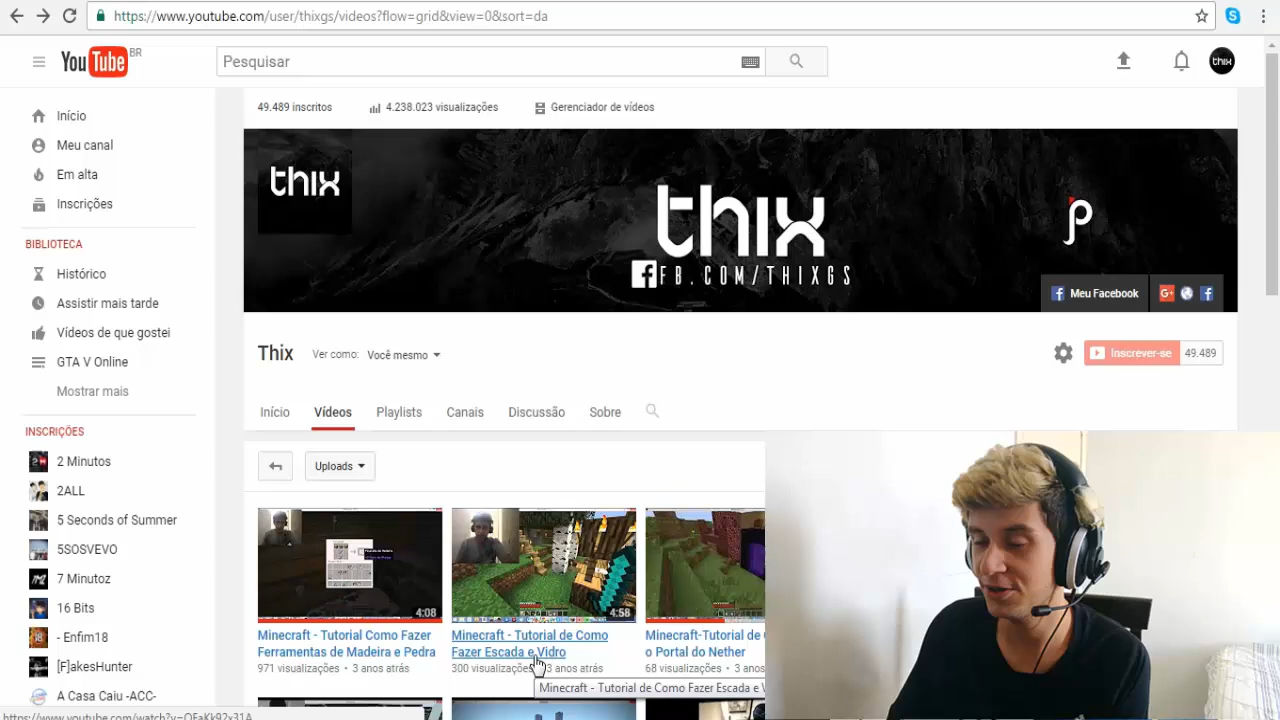 https://www.youtube.com/user/thixgs/videos?flow=grid&view=0&sort=da
YouTube BR
Pesquisar
thix
Início
Meu canal
Em alta
Inscrições
BIBLIOTECA
Histórico
Assistir mais tarde
Vídeos de que gostei
GTA V Online
Mostrar mais
INSCRIÇÕES
2 Minutos
2ALL
5 Seconds of Summer
5SOSVEVO
7 Minutoz
16 Bits
- Enfim18
[F]akesHunter
A Casa Caiu -ACC-
49.489 inscritos
4.238.023 visualizações
Gerenciador de vídeos
thix
thix
FB.COM/THIXGS
Meu Facebook
Thix
Ver como: Você mesmo
Inscrever-se 49.489
Início Vídeos Playlists Canais Discussão Sobre
Uploads
4:08
Minecraft - Tutorial Como Fazer
Ferramentas de Madeira e Pedra
971 visualizações • 3 anos atrás
4:58
Minecraft - Tutorial de Como
Fazer Escada e Vidro
300 visualizações 3 anos atrás
Minecraft - Tutorial de
o Portal do Nether
68 visualizações • 3 anos
Minecraft - Tutorial de Como Fazer Escada e